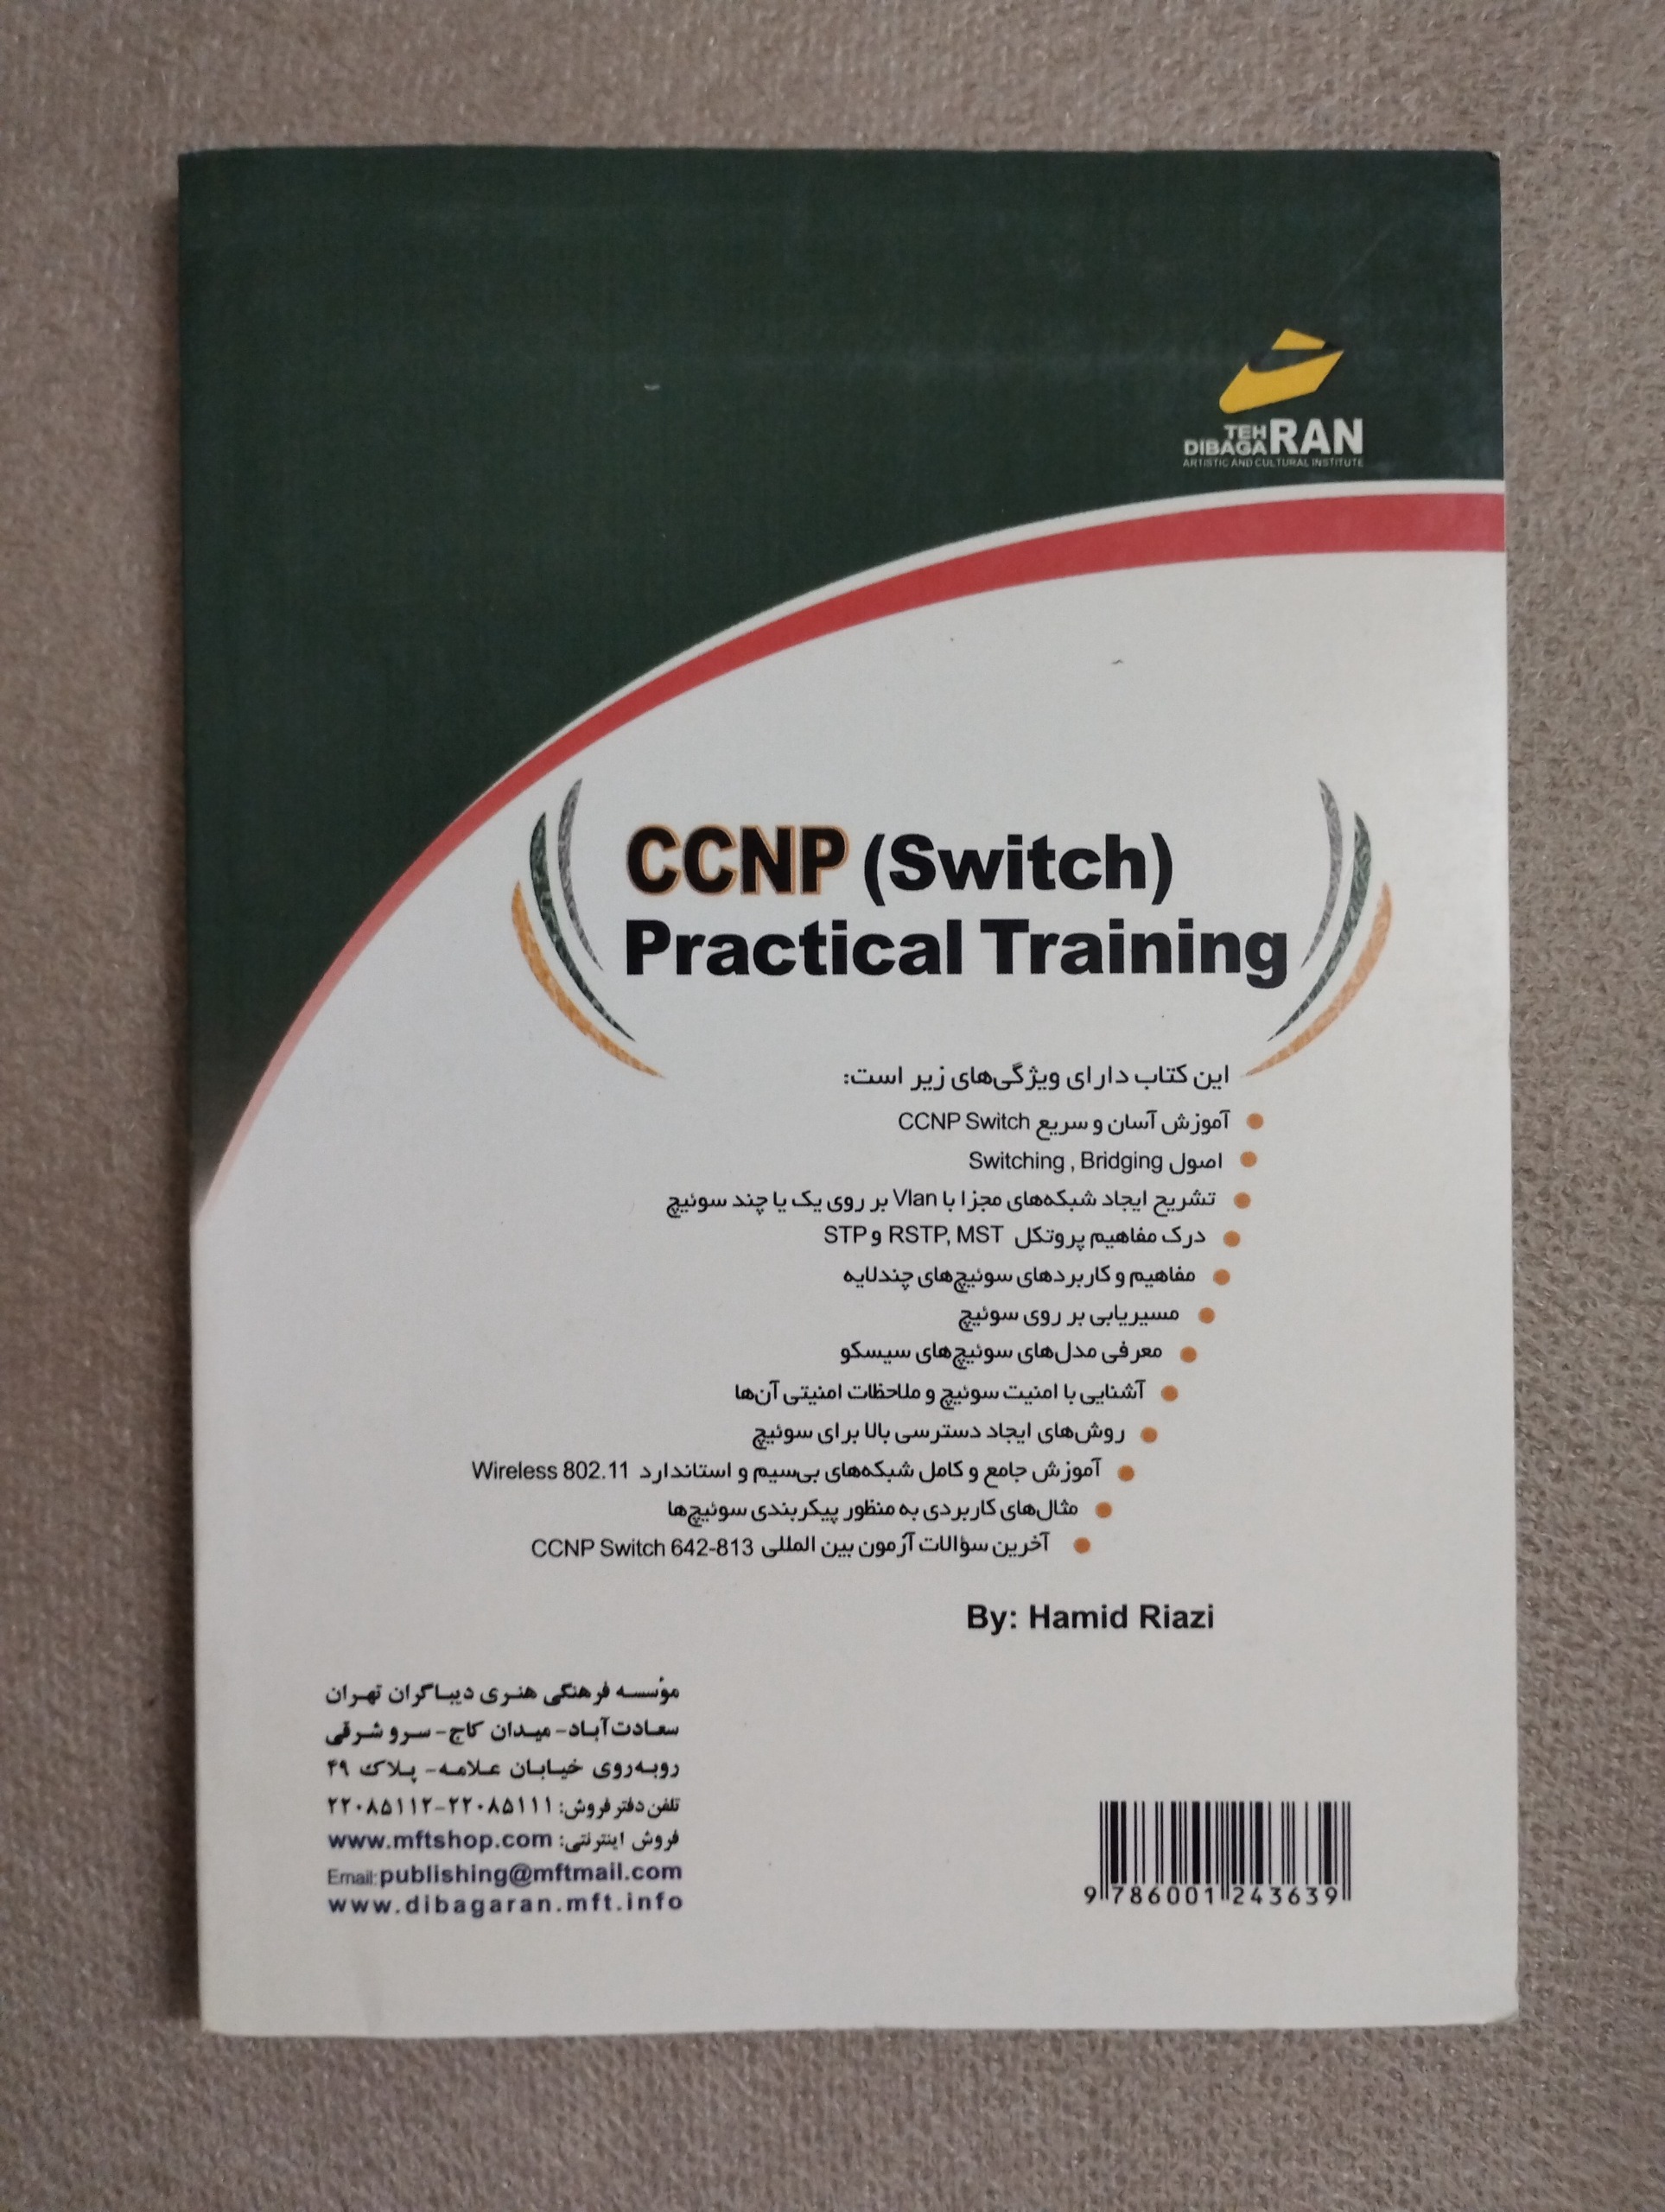 TEH
DIBAGARAN
ARTISTIC AND CULTURAL INSTITUTE
CCNP (Switch)
Practical Training
این کتاب دارای ویژگی‌های زیر است:
آموزش آسان و سریع CCNP Switch
اصول Switching , Bridging
تشریح ایجاد شبکه‌های مجزا با Vlan بر روی یک یا چند سوئیچ
درک مفاهیم پروتکل RSTP, MST و STP
مفاهیم و کاربردهای سوئیچ‌های چندلایه
مسیریابی بر روی سوئیچ
معرفی مدل‌های سوئیچ‌های سیسکو
آشنایی با امنیت سوئیچ و ملاحظات امنیتی آن‌ها
روش‌های ایجاد دسترسی بالا برای سوئیچ
آموزش جامع و کامل شبکه‌های بی‌سیم و استاندارد Wireless 802.11
مثال‌های کاربردی به منظور پیکربندی سوئیچ‌ها
آخرین سؤالات آزمون بین المللی CCNP Switch 642-813
By: Hamid Riazi
مؤسسه فرهنگی هنری دیباگران تهران
سعادت‌آباد- میدان کاج- سرو شرقی
روبه‌روی خیابان علامه- پلاک ۴۹
تلفن دفتر فروش: ۲۲۰۸۵۱۱۱-۲۲۰۸۵۱۱۲
فروش اینترنتی: www.mftshop.com
Email: publishing@mftmail.com
www.dibagaran.mft.info
9 786001 243639